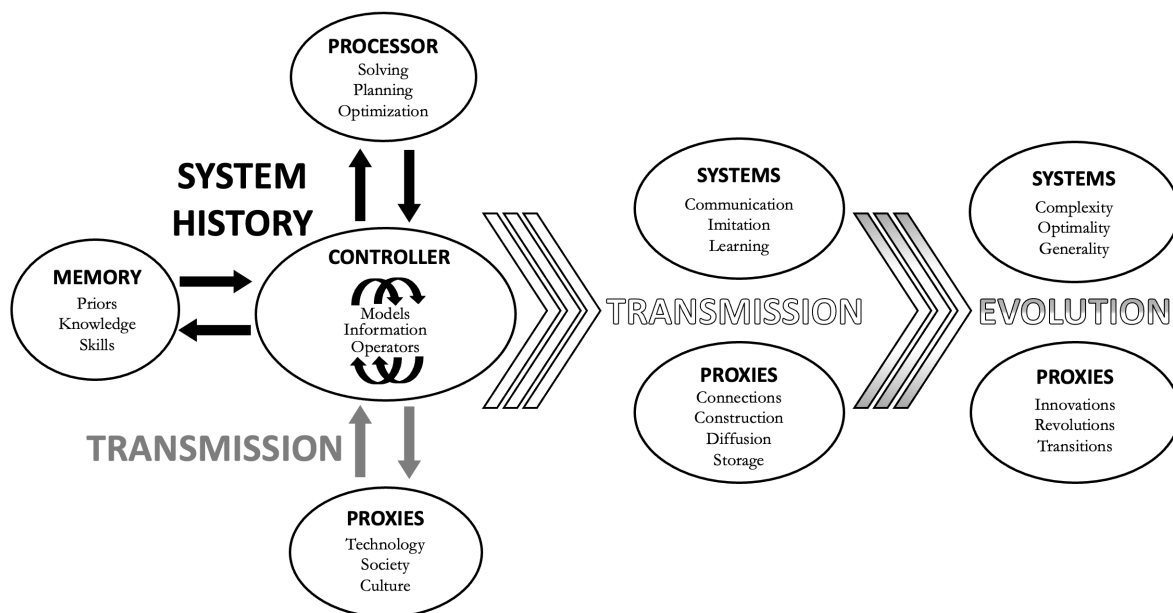 PROCESSOR
Solving
Planning
Optimization
SYSTEM
HISTORY
MEMORY
Priors
Knowledge
Skills
CONTROLLER
Models
Information
Operators
TRANSMISSION
PROXIES
Technology
Society
Culture
SYSTEMS
Communication
Imitation
Learning
TRANSMISSION
PROXIES
Connections
Construction
Diffusion
Storage
SYSTEMS
Complexity
Optimality
Generality
EVOLUTION
PROXIES
Innovations
Revolutions
Transitions